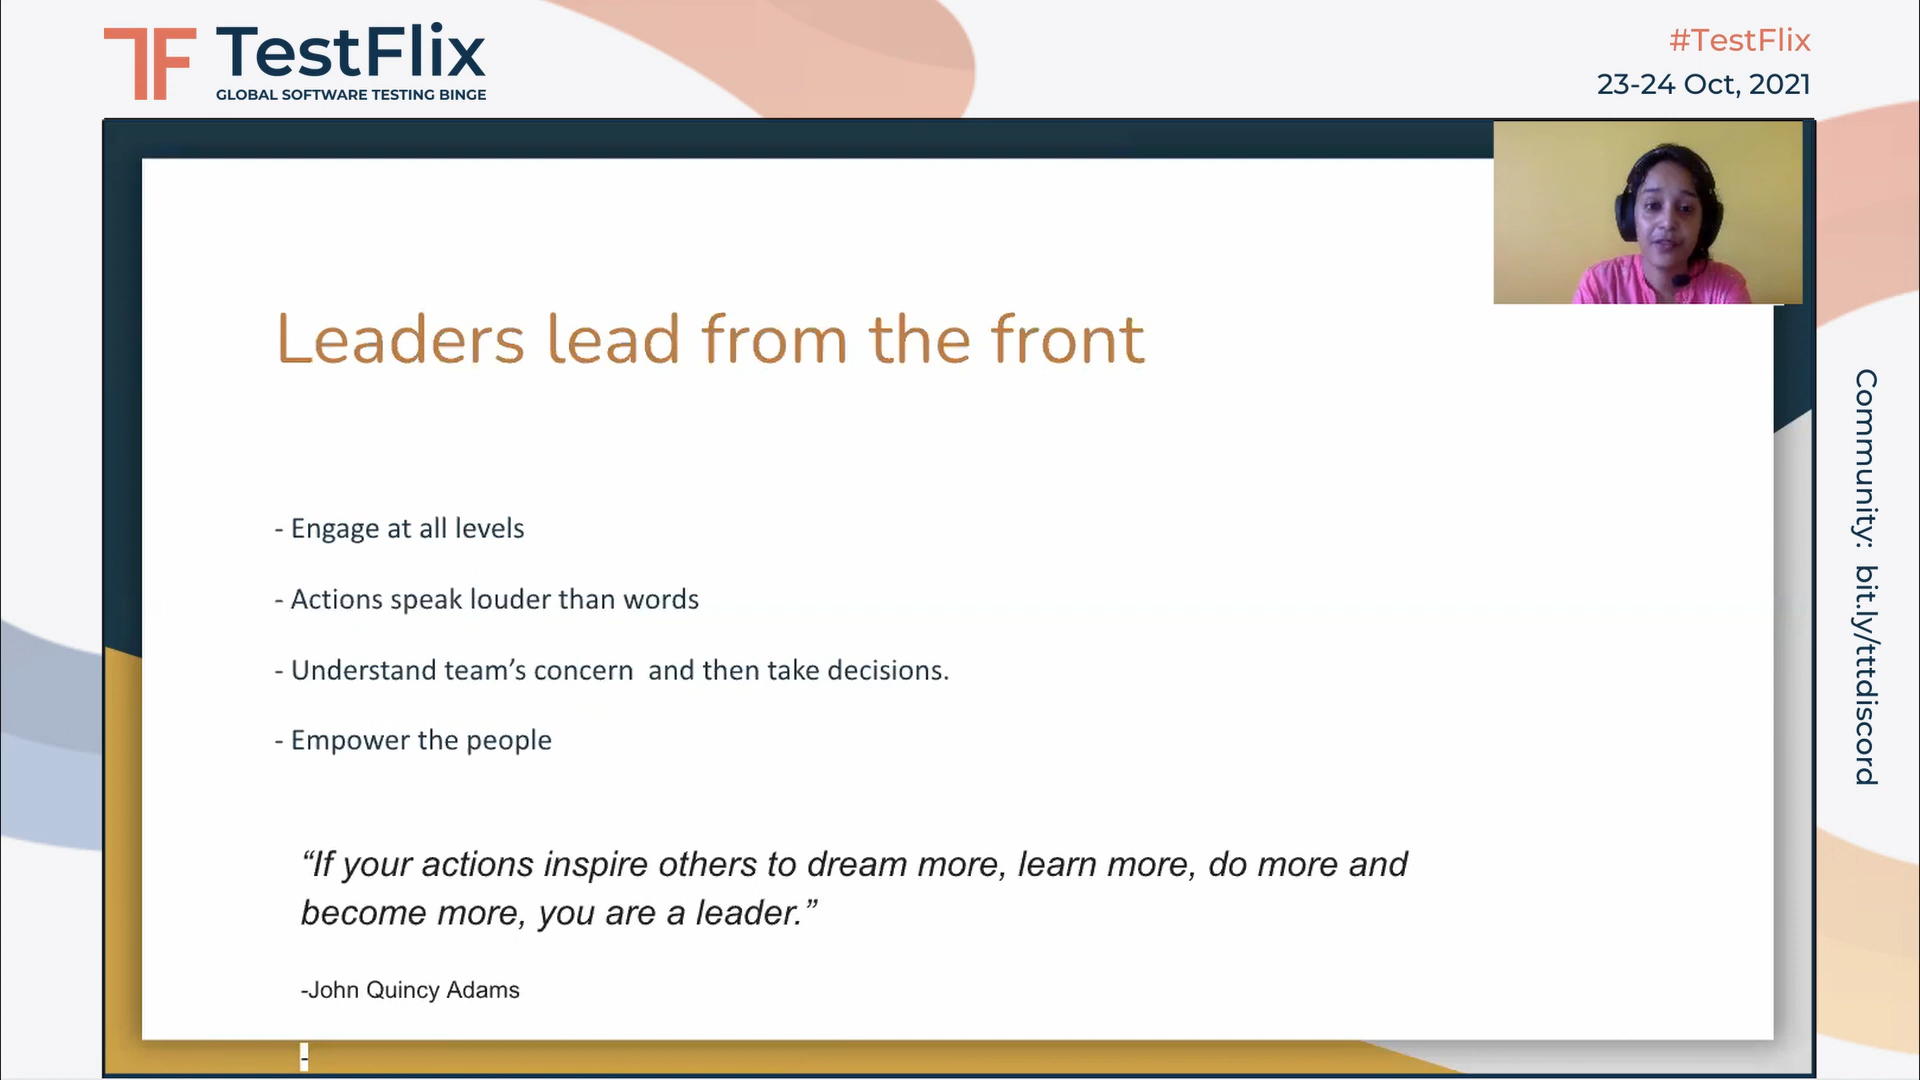 TF TestFlix
GLOBAL SOFTWARE TESTING BINGE
#TestFlix
23-24 Oct, 2021
Leaders lead from the front
- Engage at all levels
- Actions speak louder than words
- Understand team’s concern  and then take decisions.
- Empower the people
“If your actions inspire others to dream more, learn more, do more and
become more, you are a leader.”
-John Quincy Adams
-
Community:  bit.ly/tttdiscord